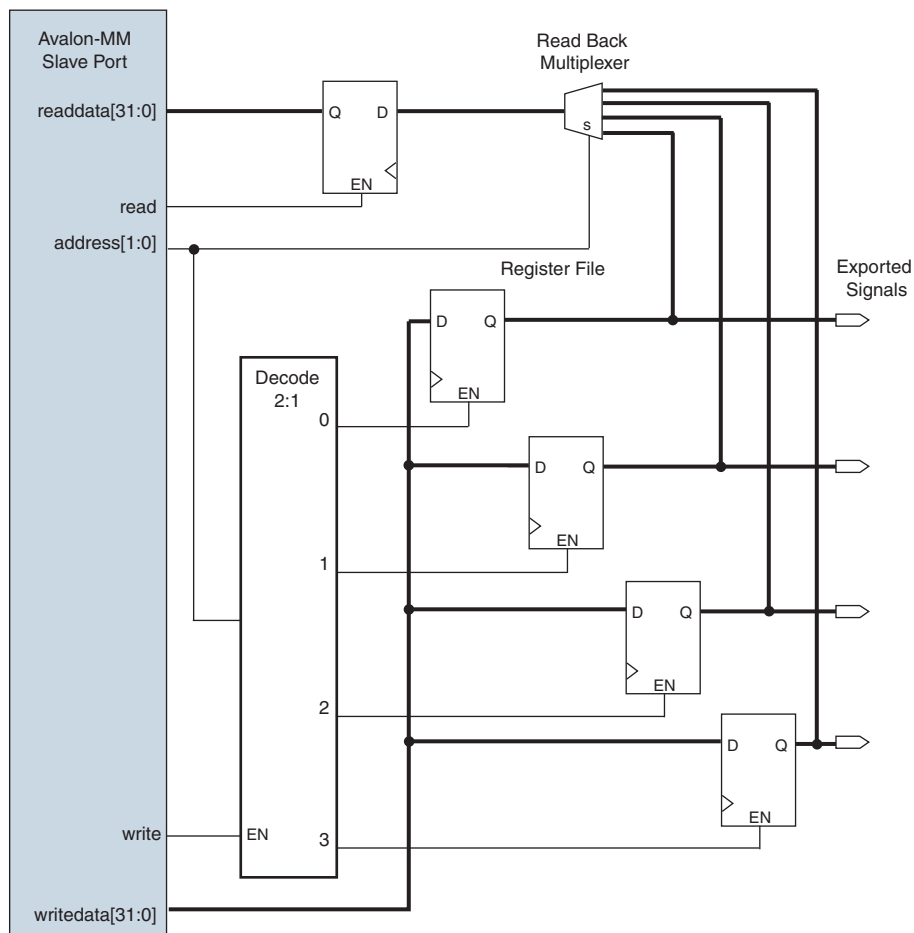 Avalon-MM
Slave Port
Read Back
Multiplexer
readdata[31:0]
Q D
s
EN
read
address[1:0]
Register File
Exported
Signals
D Q
EN
Decode
2:1
0
D Q
EN
1
D Q
EN
2
D Q
EN
write
EN
3
writedata[31:0]